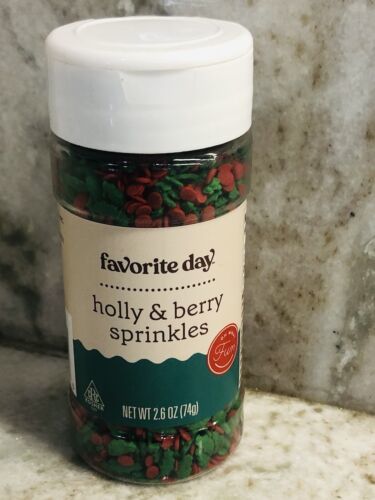 favorite day
holly & berry
sprinkles
Fun
NET WT 2.6 OZ (74g)